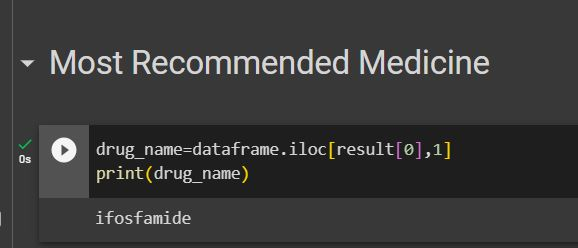 Most Recommended Medicine
0s
drug_name=dataframe.iloc[result[0],1]
print(drug_name)
ifosfamide